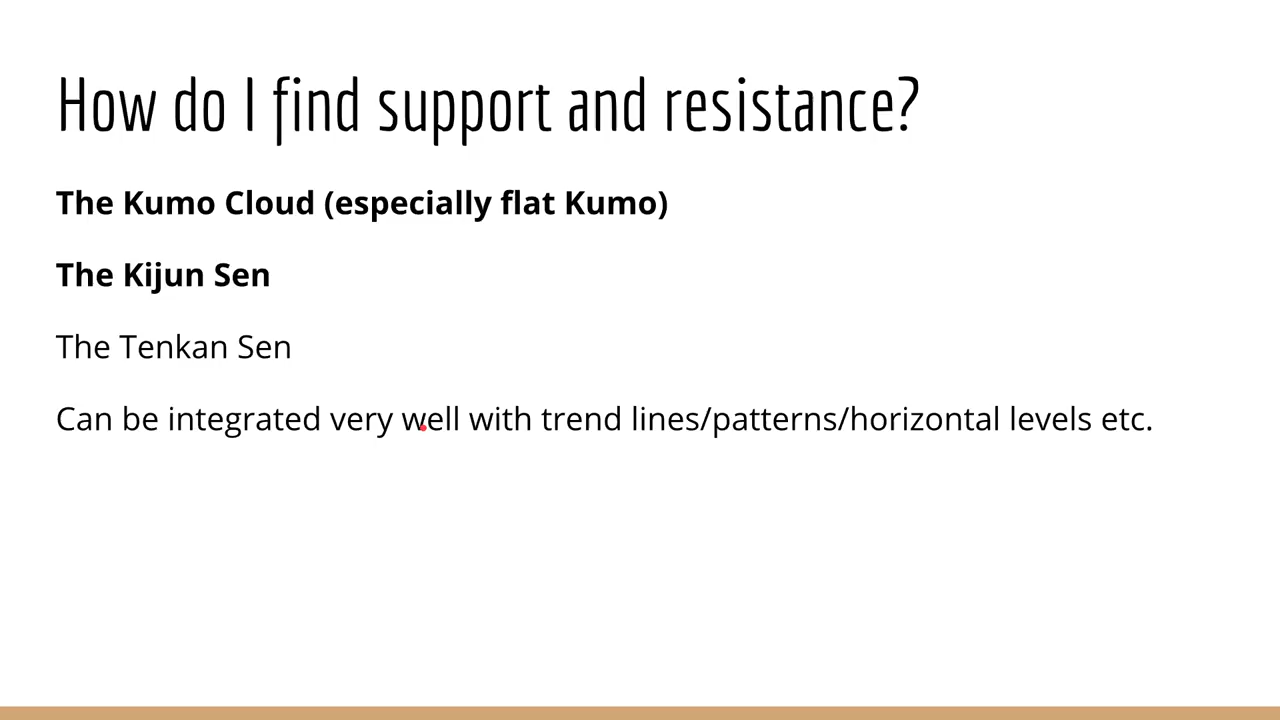 How do I find support and resistance?
The Kumo Cloud (especially flat Kumo)
The Kijun Sen
The Tenkan Sen
Can be integrated very well with trend lines/patterns/horizontal levels etc.